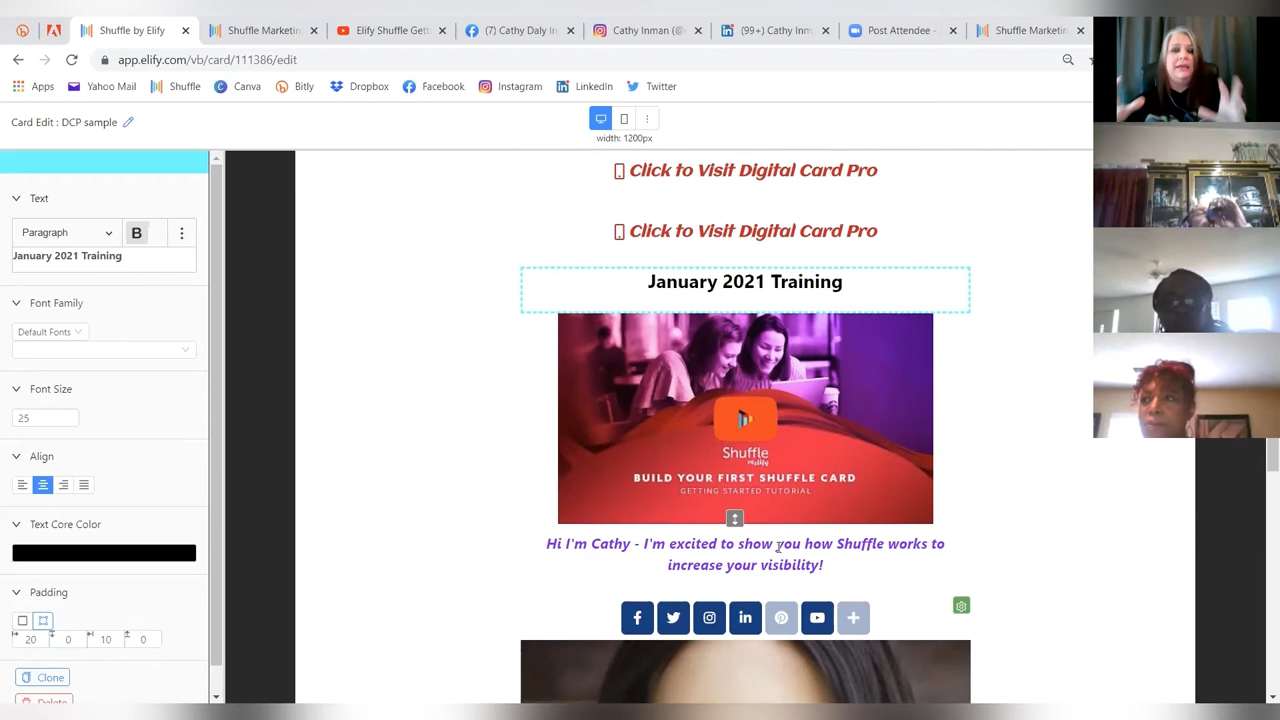 Shuffle by Elify
Shuffle Marketin
Elify Shuffle Gett
(7) Cathy Daly In
Cathy Inman (@
(99+) Cathy Inm
Post Attendee -
Shuffle Marketin
app.elify.com/vb/card/111386/edit
Apps
Yahoo Mail
Shuffle
Canva
Bitly
Dropbox
Facebook
Instagram
LinkedIn
Twitter
Card Edit : DCP sample
width: 1200px
Text
Paragraph
B
January 2021 Training
Font Family
Default Fonts
Font Size
25
Align
Text Core Color
Padding
20 0 10 0
Clone
Delete
Click to Visit Digital Card Pro
Click to Visit Digital Card Pro
January 2021 Training
Shuffle
by elify
BUILD YOUR FIRST SHUFFLE CARD
GETTING STARTED TUTORIAL
Hi I'm Cathy - I'm excited to show you how Shuffle works to
increase your visibility!